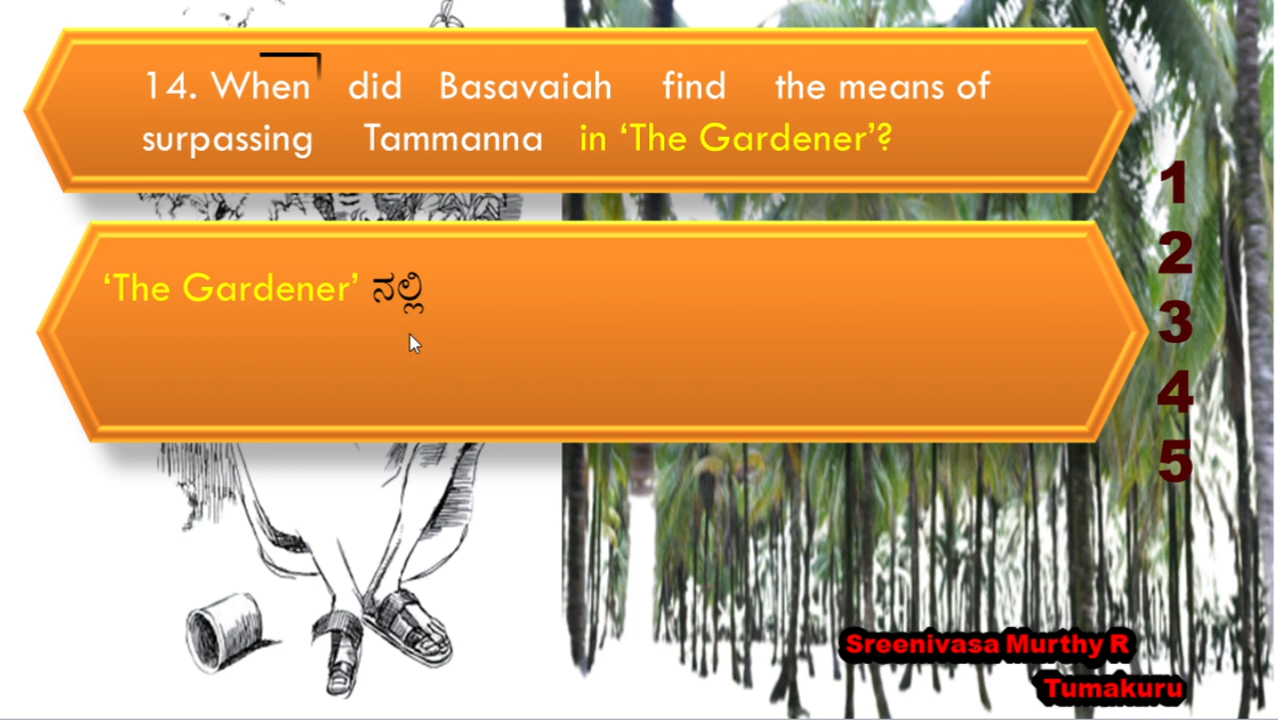 14. When did Basavaiah find the means of
surpassing Tammanna in ‘The Gardener’?
‘The Gardener’ ನಲ್ಲಿ
1
2
3
4
5
Sreenivasa Murthy R
Tumakuru